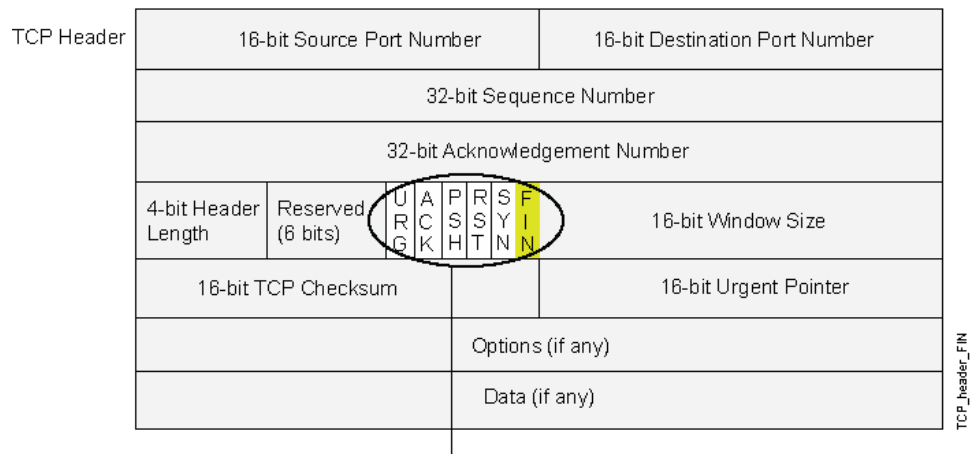 TCP Header
16-bit Source Port Number
16-bit Destination Port Number
32-bit Sequence Number
32-bit Acknowledgement Number
4-bit Header
Length
Reserved
(6 bits)
URG
ACK
PSH
RST
SYN
FIN
16-bit Window Size
16-bit TCP Checksum
16-bit Urgent Pointer
Options (if any)
Data (if any)
TCP_header_FIN